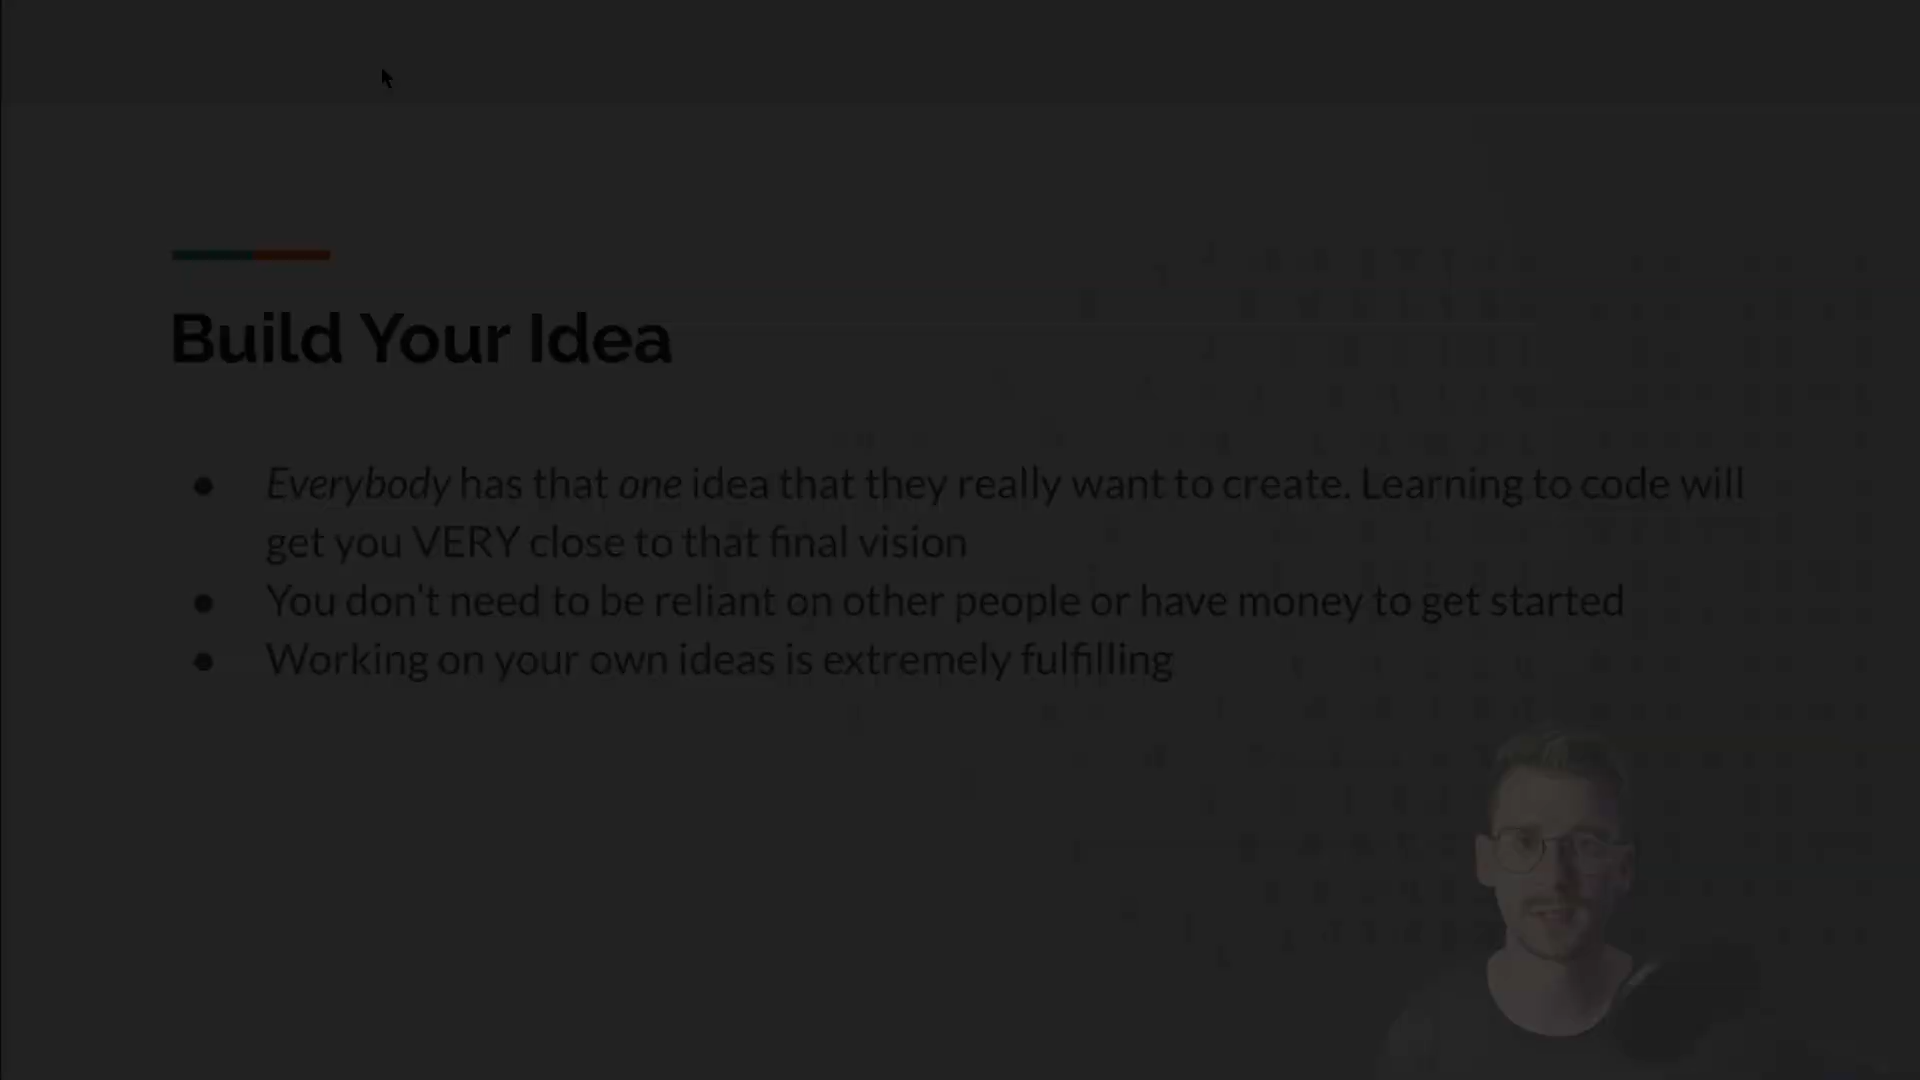 Build Your Idea
Everybody has that one idea that they really want to create. Learning to code will
get you VERY close to that final vision
You don't need to be reliant on other people or have money to get started
Working on your own ideas is extremely fulfilling